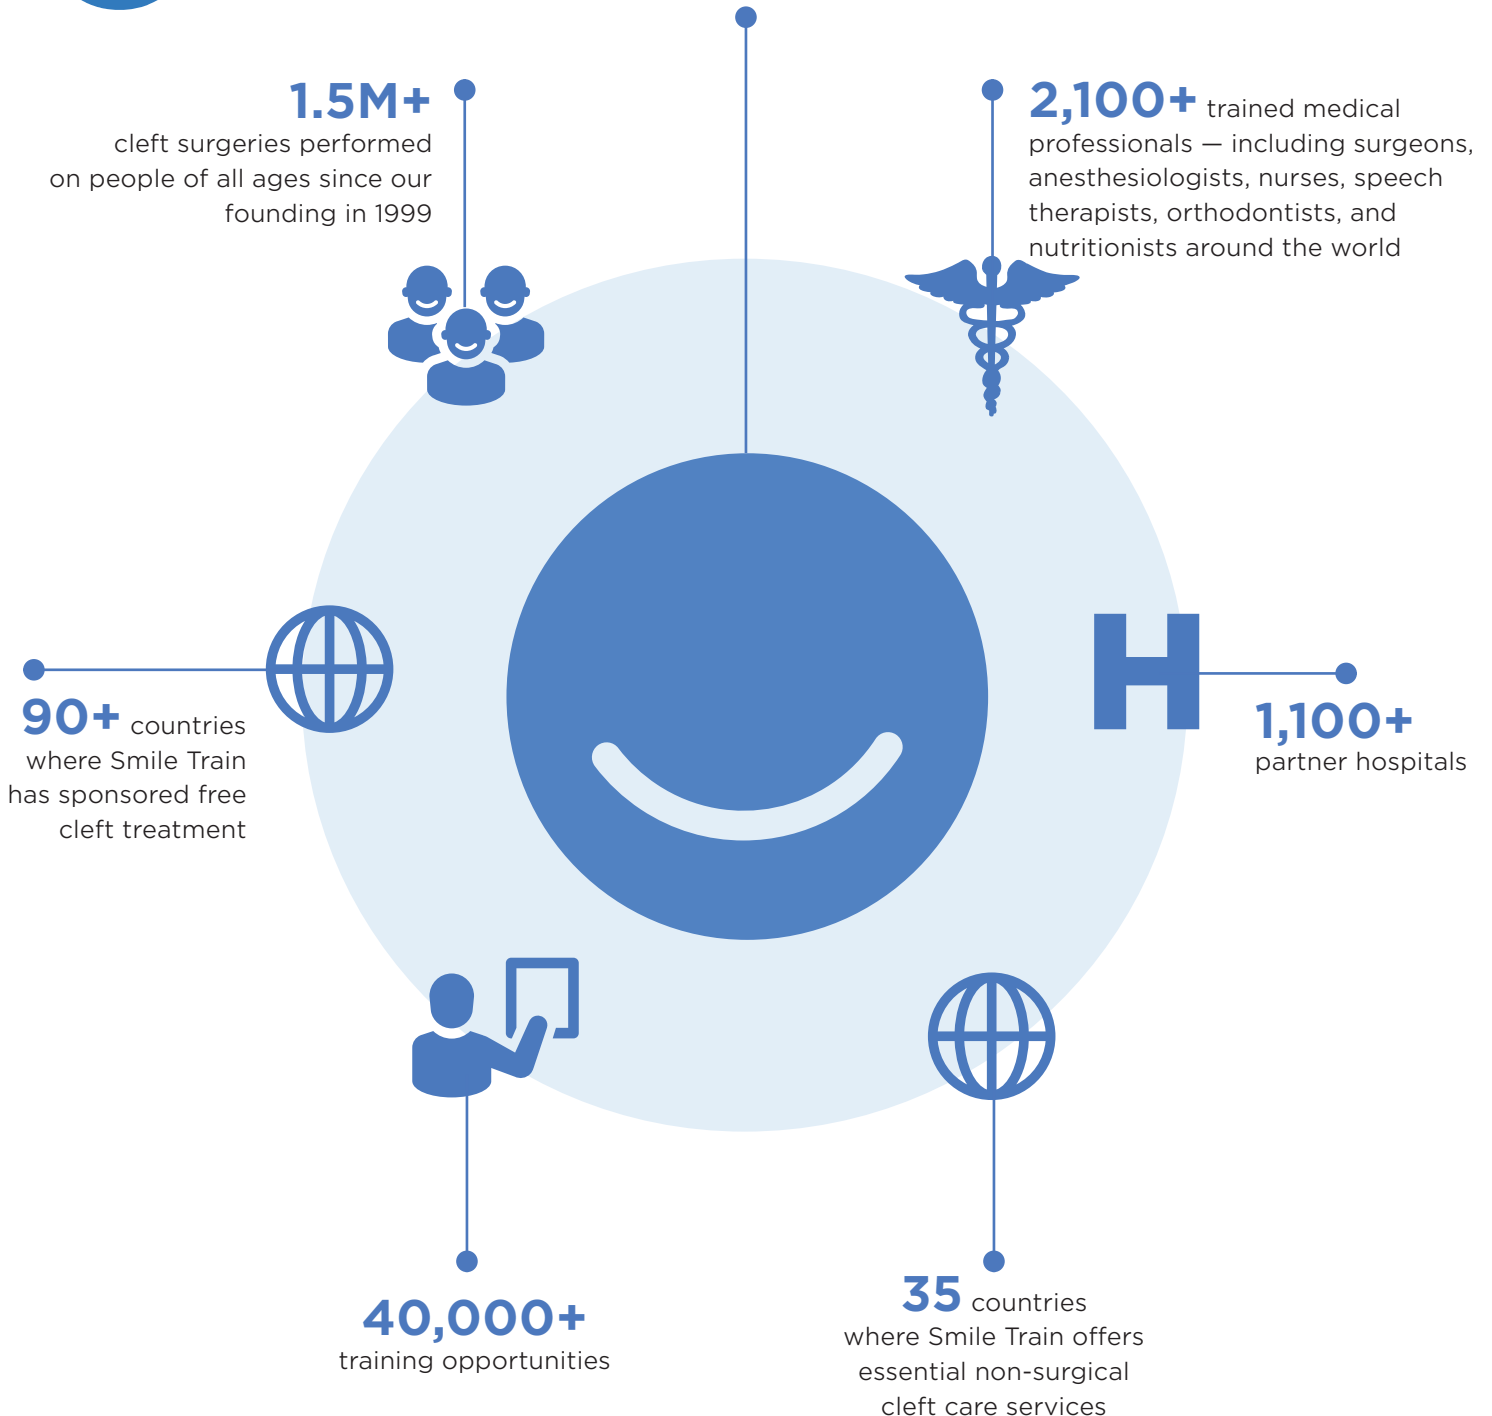 1.5M+
cleft surgeries performed
on people of all ages since our
founding in 1999
2,100+ trained medical
professionals — including surgeons,
anesthesiologists, nurses, speech
therapists, orthodontists, and
nutritionists around the world
90+ countries
where Smile Train
has sponsored free
cleft treatment
H
1,100+
partner hospitals
40,000+
training opportunities
35 countries
where Smile Train offers
essential non-surgical
cleft care services